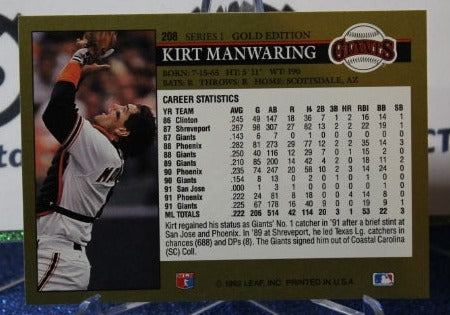 208 SERIES 1 GOLD EDITION
KIRT MANWARING
GIANTS
BORN: 7-15-65 HT: 5' 11" WT: 190
BATS: R THROWS: R HOME: SCOTTSDALE, AZ
CAREER STATISTICS
YR TEAM AVG G AB R H 2B 3B HR RBI BB SB
86 Clinton .245 49 147 18 36 7 1 2 16 14 1
87 Shreveport .267 98 307 27 82 13 2 2 22 19 1
87 Giants .143 6 7 0 1 0 0 0 0 0 0
88 Phoenix .282 81 273 29 77 12 2 2 35 14 3
88 Giants .250 40 116 12 29 7 0 1 15 2 0
89 Giants .210 85 200 14 42 4 2 0 18 11 2
90 Phoenix .235 74 247 20 58 10 2 3 14 24 0
90 Giants .154 8 13 0 2 0 1 0 1 0 0
91 San Jose .000 1 3 1 0 0 0 0 0 1 0
91 Phoenix .222 24 81 8 18 0 0 4 14 8 0
91 Giants .225 67 178 16 40 9 0 0 19 9 1
ML TOTALS .222 206 514 42 114 20 3 1 53 22 3
Kirt regained his status as Giants' No. 1 catcher in '91 after a brief stint at
San Jose and Phoenix. In '89 at Shreveport, he led Texas Lg. catchers in
chances (688) and DPs (8). The Giants signed him out of Coastal Carolina
(SC) Coll.
© 1992 LEAF, INC. PRINTED IN U.S.A.